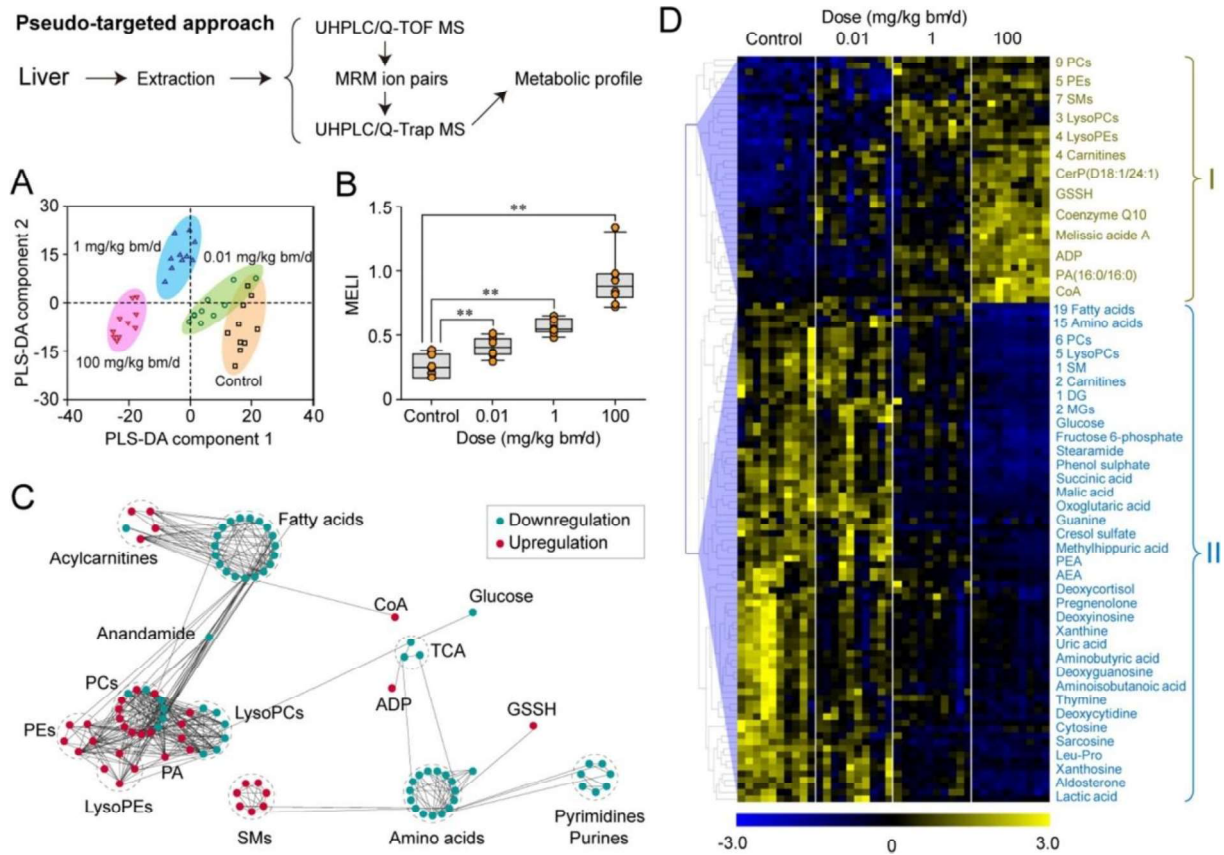 Pseudo-targeted approach
Liver
Extraction
UHPLC/Q-TOF MS
MRM ion pairs
UHPLC/Q-Trap MS
Metabolic profile
A
PLS-DA component 2
30
15
0
-15
-30
1 mg/kg bm/d
0.01 mg/kg bm/d
100 mg/kg bm/d
Control
-40
-20
0
20
40
PLS-DA component 1
B
MELI
1.5
1.0
0.5
0
**
**
**
Control
0.01
1
100
Dose (mg/kg bm/d)
C
Downregulation
Upregulation
Fatty acids
Acylcarnitines
CoA
Glucose
Anandamide
TCA
PCs
ADP
LysoPCs
GSSH
PEs
PA
LysoPEs
SMs
Amino acids
Pyrimidines
Purines
D
Dose (mg/kg bm/d)
Control
0.01
1
100
9 PCs
5 PEs
7 SMs
3 LysoPCs
4 LysoPEs
4 Carnitines
CerP(D18:1/24:1)
GSSH
Coenzyme Q10
Melissic acide A
ADP
PA(16:0/16:0)
CoA
I
19 Fatty acids
15 Amino acids
6 PCs
5 LysoPCs
1 SM
2 Carnitines
1 DG
2 MGs
Glucose
Fructose 6-phosphate
Stearamide
Phenol sulphate
Succinic acid
Malic acid
Oxoglutaric acid
Guanine
Cresol sulfate
Methylhippuric acid
PEA
AEA
Deoxycortisol
Pregnenolone
Deoxyinosine
Xanthine
Uric acid
Aminobutyric acid
Deoxyguanosine
Aminoisobutanoic acid
Thymine
Deoxycytidine
Cytosine
Sarcosine
Leu-Pro
Xanthosine
Aldosterone
Lactic acid
II
-3.0
0
3.0